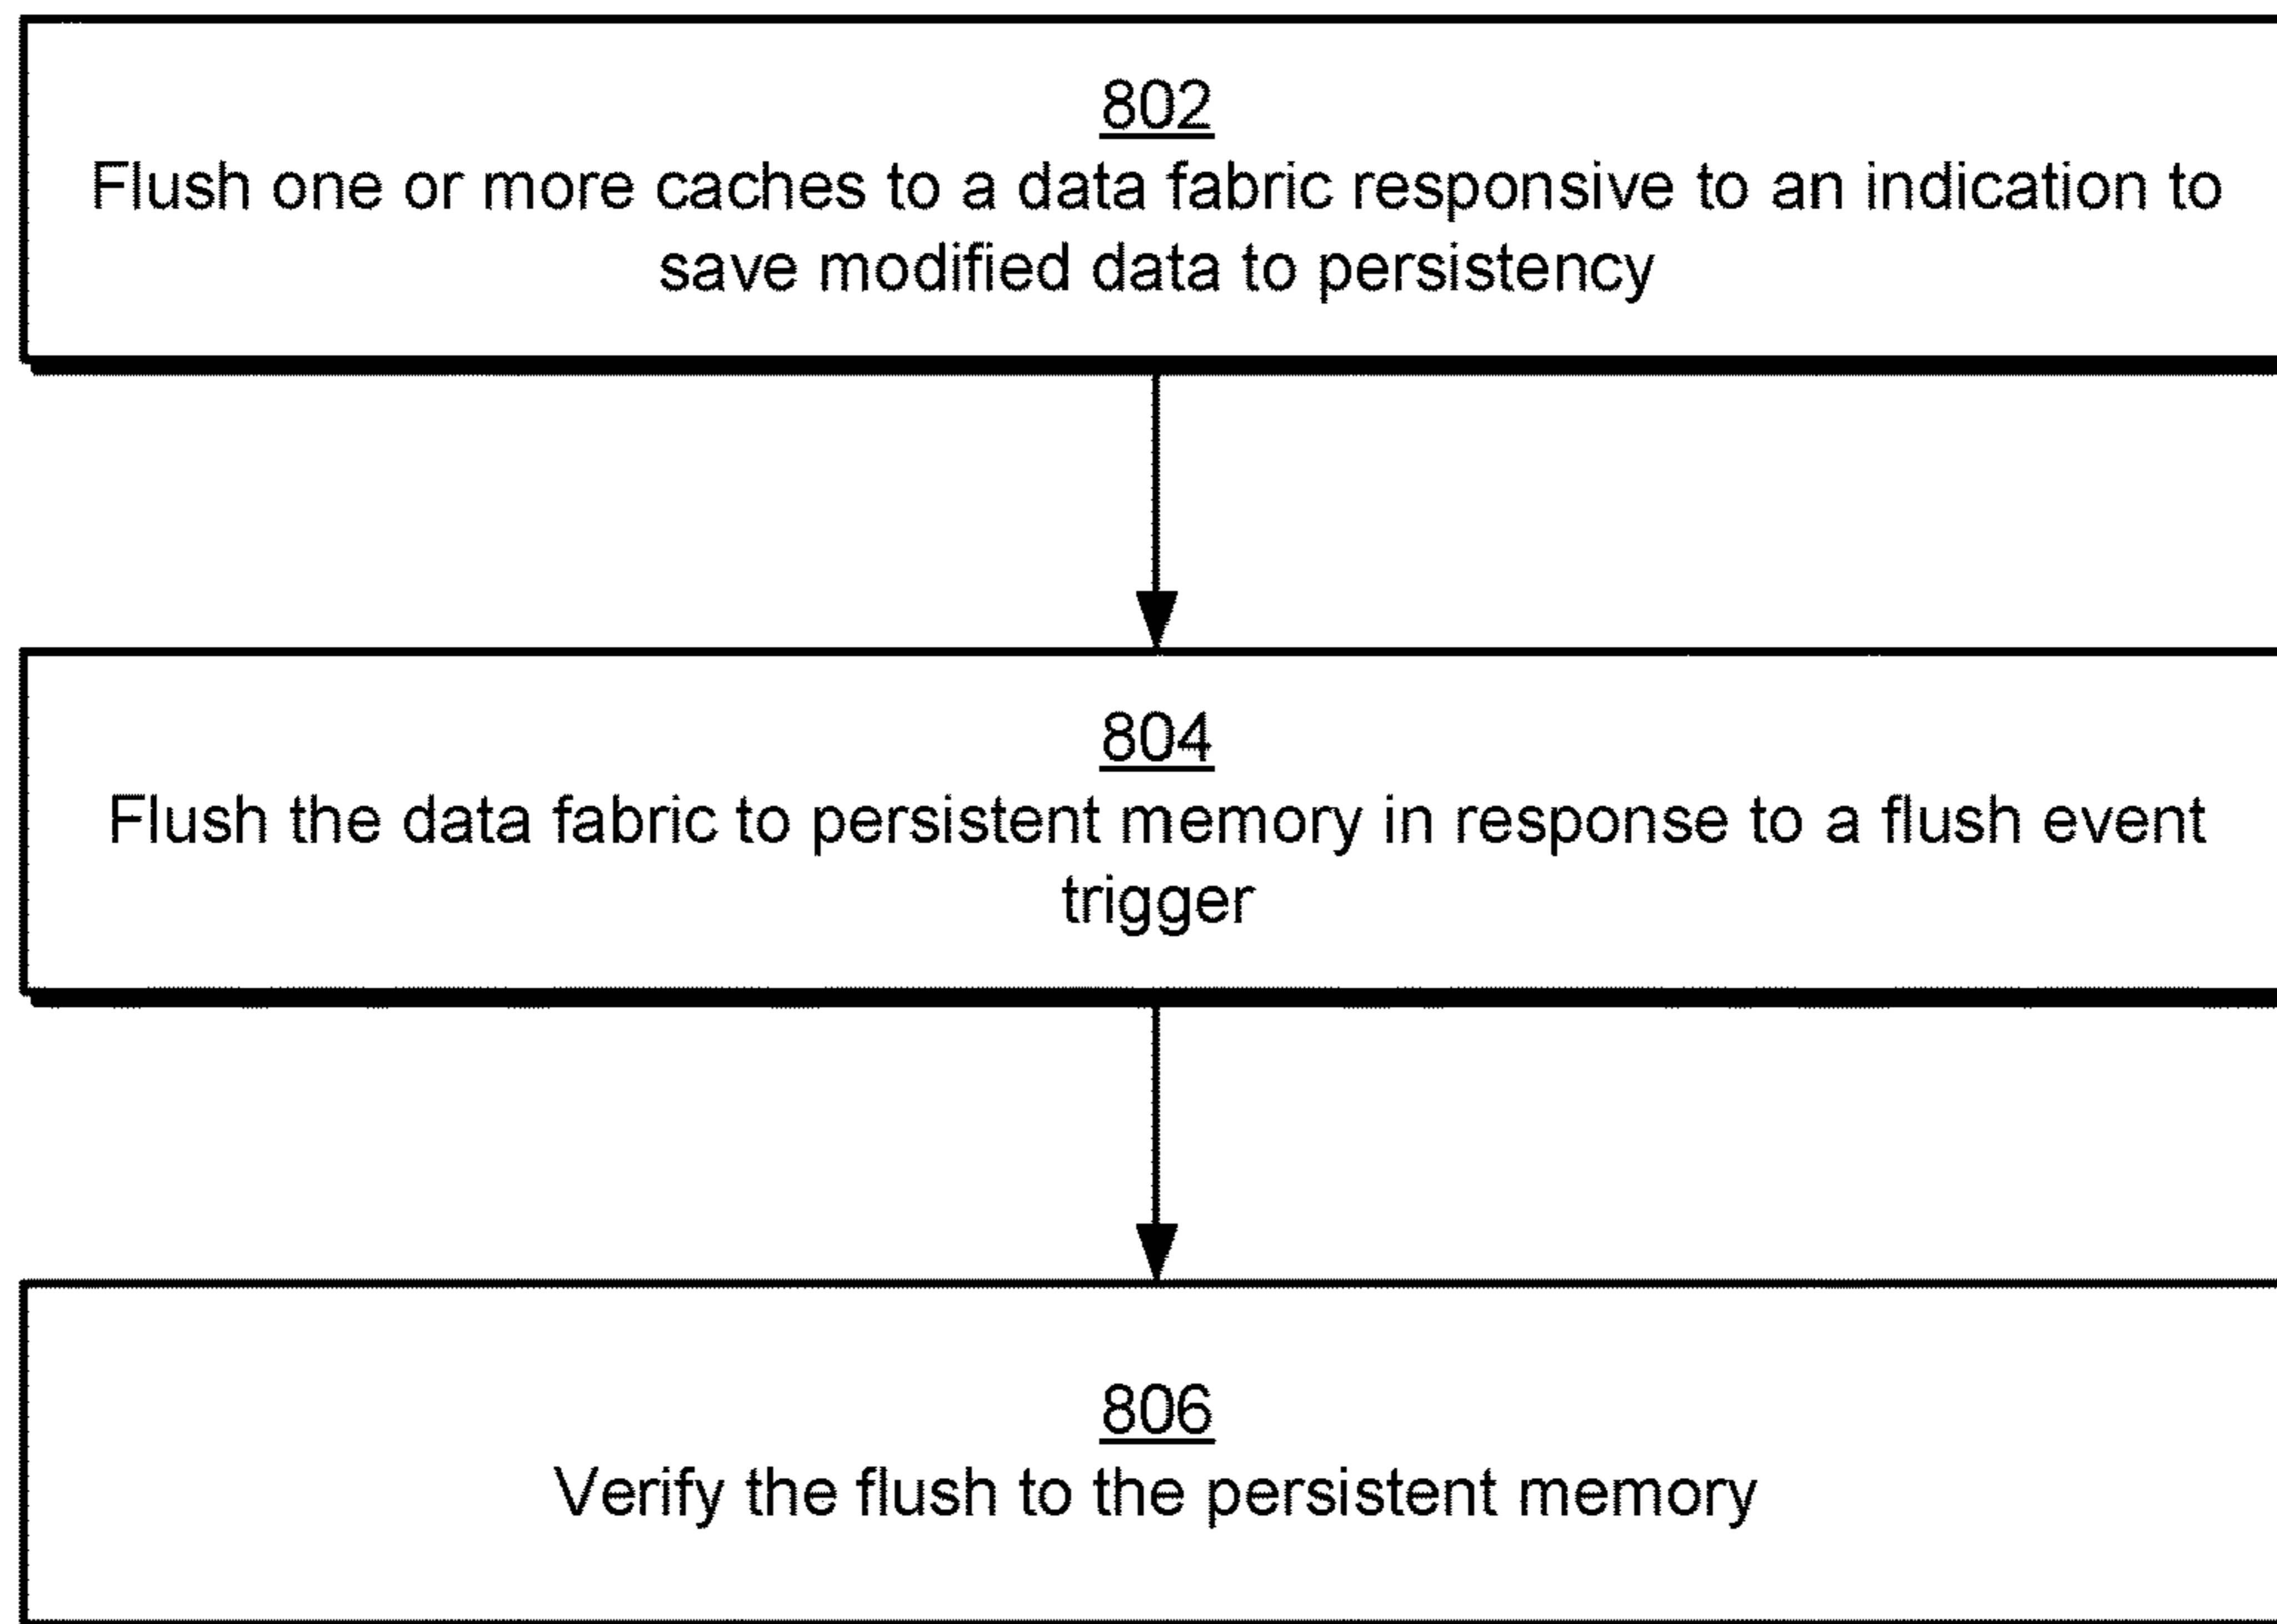 802
Flush one or more caches to a data fabric responsive to an indication to
save modified data to persistency
804
Flush the data fabric to persistent memory in response to a flush event
trigger
806
Verify the flush to the persistent memory